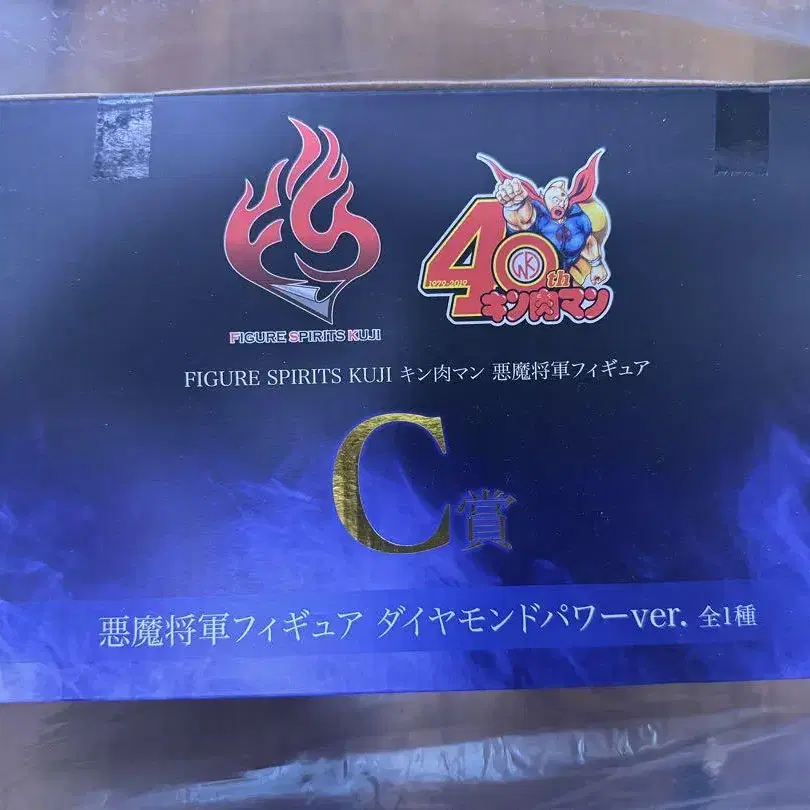 FIGURE SPIRITS KUJI
40th
1979-2019
キン肉マン
FIGURE SPIRITS KUJI キン肉マン 悪魔将軍フィギュア
C賞
悪魔将軍フィギュア ダイヤモンドパワーver. 全1種